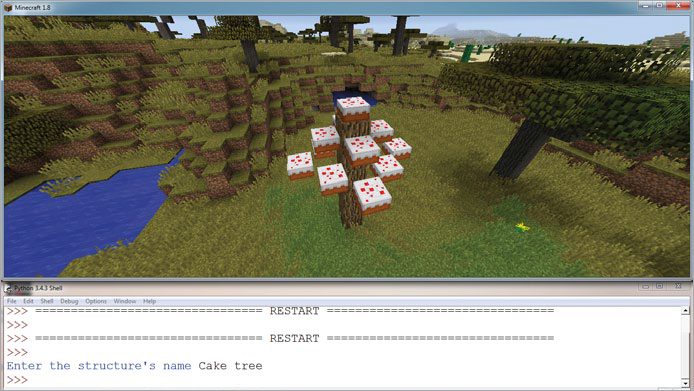 Minecraft 1.8
Python 3.4.3 Shell
File Edit Shell Debug Options Window Help
>>> ================================ RESTART ================================
>>>
>>> ================================ RESTART ================================
>>>
Enter the structure's name Cake tree
>>>